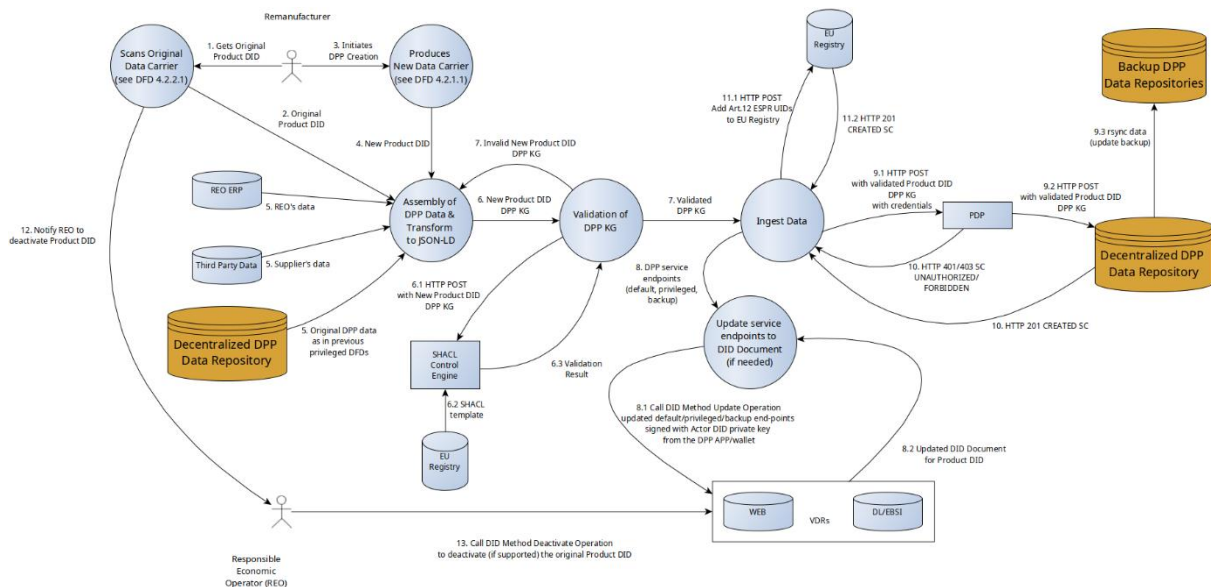 Remanufacturer
Scans Original
Data Carrier
(see DFD 4.2.2.1)
1. Gets Original
Product DID
3. Initiates
DPP Creation
Produces
New Data Carrier
(see DFD 4.2.1.1)
EU
Registry
Backup DPP
Data Repositories
2. Original
Product DID
4. New Product DID
7. Invalid New Product DID
DPP KG
11.1 HTTP POST
Add Art.12 ESPR UIDs
to EU Registry
11.2 HTTP 201
CREATED SC
9.3 rsync data
(update backup)
REO ERP
5. REO's data
Assembly of
DPP Data &
Transform
to JSON-LD
6. New Product DID
DPP KG
Validation of
DPP KG
7. Validated
DPP KG
Ingest Data
9.1 HTTP POST
with validated Product DID
DPP KG
with credentials
PDP
9.2 HTTP POST
with validated Product DID
DPP KG
12. Notify REO to
deactivate Product DID
Third Party Data
5. Supplier's data
Decentralized DPP
Data Repository
10. HTTP 401/403 SC
UNAUTHORIZED/
FORBIDDEN
8. DPP service
endpoints
(default, privileged,
backup)
6.1 HTTP POST
with New Product DID
DPP KG
5. Original DPP data
as in previous
privileged DFDs
Decentralized DPP
Data Repository
10. HTTP 201 CREATED SC
Update service
endpoints to
DID Document
(if needed)
SHACL
Control
Engine
6.3 Validation
Result
6.2 SHACL
template
8.1 Call DID Method Update Operation
updated default/privileged/backup end-points
signed with Actor DID private key
from the DPP APP/wallet
8.2 Updated DID Document
for Product DID
EU
Registry
WEB
VDRs
DL/EBSI
13. Call DID Method Deactivate Operation
to deactivate (if supported) the original Product DID
Responsible
Economic
Operator (REO)